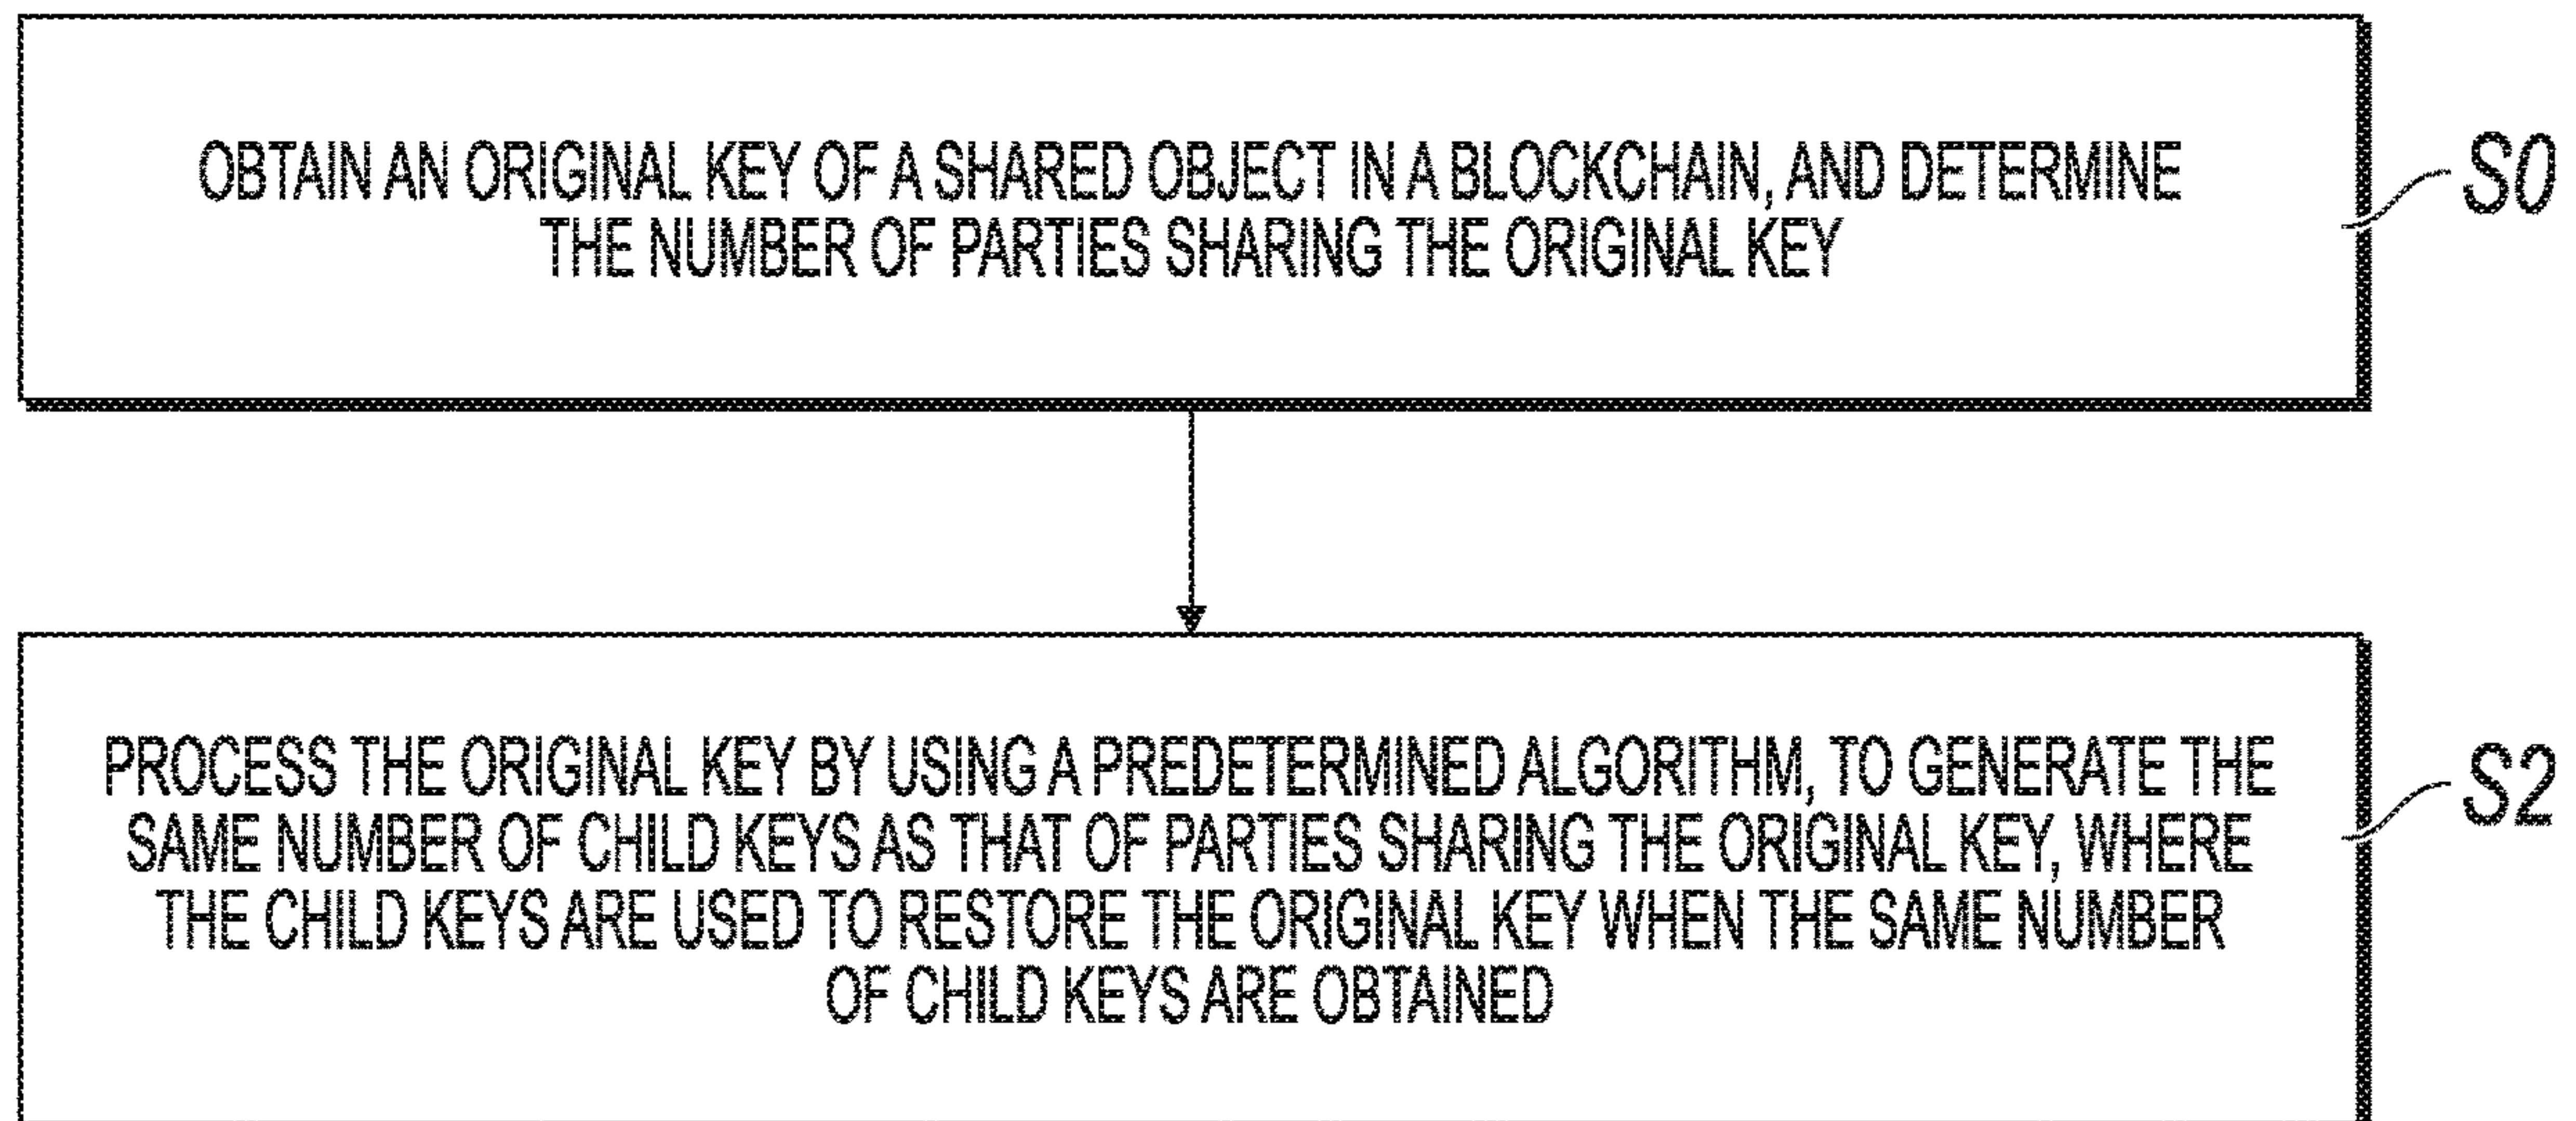 OBTAIN AN ORIGINAL KEY OF A SHARED OBJECT IN A BLOCKCHAIN, AND DETERMINE
THE NUMBER OF PARTIES SHARING THE ORIGINAL KEY
S0
PROCESS THE ORIGINAL KEY BY USING A PREDETERMINED ALGORITHM, TO GENERATE THE
SAME NUMBER OF CHILD KEYS AS THAT OF PARTIES SHARING THE ORIGINAL KEY, WHERE
THE CHILD KEYS ARE USED TO RESTORE THE ORIGINAL KEY WHEN THE SAME NUMBER
OF CHILD KEYS ARE OBTAINED
S2